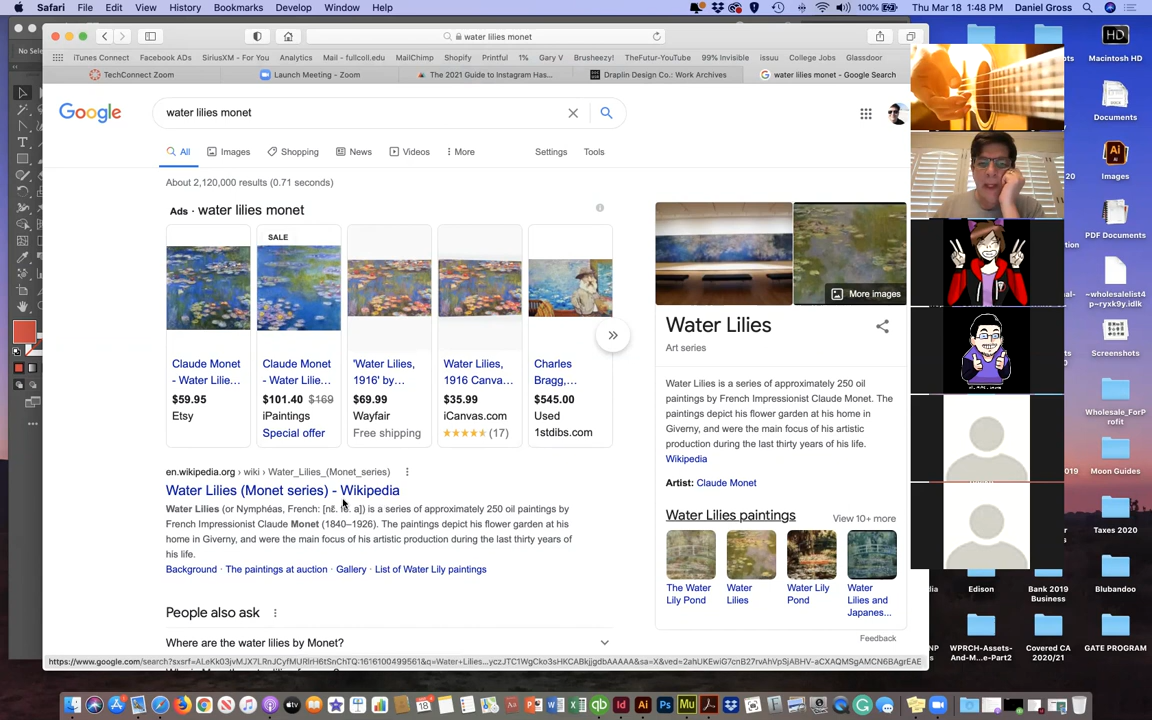 Safari File Edit View History Bookmarks Develop Window Help
100% Thu Mar 18 1:48 PM Daniel Gross
water lilies monet
iTunes Connect Facebook ADs SiriusXM - For You Analytics Mail - fullcoll.edu MailChimp Shopify Printful 1% Gary V Brusheezy! TheFutur-YouTube 99% Invisible issuu College Jobs Glassdoor
TechConnect Zoom Launch Meeting - Zoom The 2021 Guide to Instagram Has... Draplin Design Co.: Work Archives water lilies monet - Google Search
Google
water lilies monet
All Images Shopping News Videos More Settings Tools
About 2,120,000 results (0.71 seconds)
Ads · water lilies monet
SALE
Claude Monet
- Water Lilie...
$59.95
Etsy
Claude Monet
- Water Lilie...
$101.40 $169
iPaintings
Special offer
'Water Lilies,
1916' by...
$69.99
Wayfair
Free shipping
Water Lilies,
1916 Canva...
$35.99
iCanvas.com
(17)
Charles
Bragg,...
$545.00
Used
1stdibs.com
en.wikipedia.org › wiki › Water_Lilies_(Monet_series)
Water Lilies (Monet series) - Wikipedia
Water Lilies (or Nymphéas, French: is a series of approximately 250 oil paintings by
French Impressionist Claude Monet (1840–1926). The paintings depict his flower garden at his
home in Giverny, and were the main focus of his artistic production during the last thirty years of
his life.
Background · The paintings at auction · Gallery · List of Water Lily paintings
People also ask
Where are the water lilies by Monet?
More images
Water Lilies
Art series
Water Lilies is a series of approximately 250 oil
paintings by French Impressionist Claude Monet. The
paintings depict his flower garden at his home in
Giverny, and were the main focus of his artistic
production during the last thirty years of his life.
Wikipedia
Artist: Claude Monet
Water Lilies paintings View 10+ more
The Water
Lily Pond
Water
Lilies
Water Lily
Pond
Water
Lilies and
Japanes...
Feedback
Macintosh HD
Documents
Images
PDF Documents
~wholesalelist4
p-ryxk9y.idlk
Screenshots
Wholesale_ForP
rofit
Moon Guides
Taxes 2020
Edison
Bank 2019
Business
Blubandoo
WPRCH-Assets-
And-M...e-Part2
Covered CA
2020/21
GATE PROGRAM